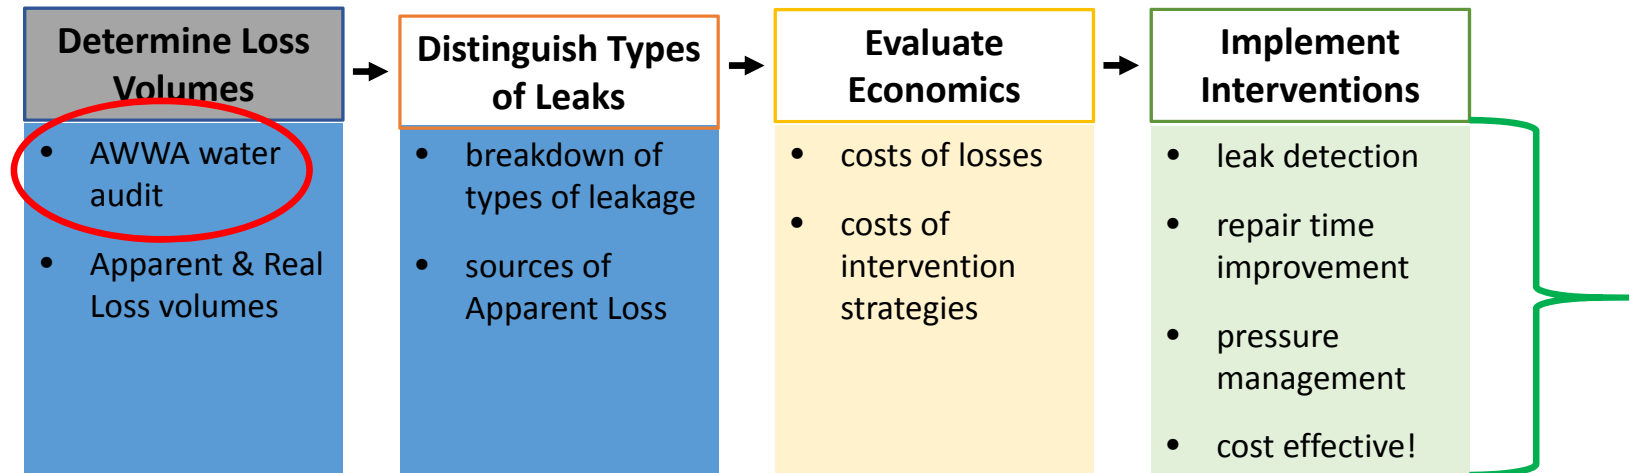 Determine Loss
Volumes
• AWWA water
audit
• Apparent & Real
Loss volumes
Distinguish Types
of Leaks
• breakdown of
types of leakage
• sources of
Apparent Loss
Evaluate
Economics
• costs of losses
• costs of
intervention
strategies
Implement
Interventions
• leak detection
• repair time
improvement
• pressure
management
• cost effective!